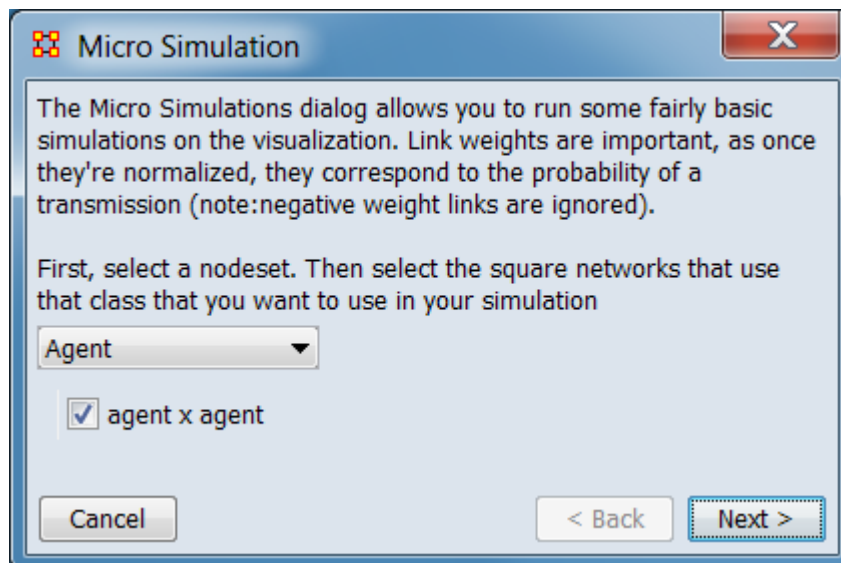 Micro Simulation
X
The Micro Simulations dialog allows you to run some fairly basic
simulations on the visualization. Link weights are important, as once
they're normalized, they correspond to the probability of a
transmission (note:negative weight links are ignored).
First, select a nodeset. Then select the square networks that use
that class that you want to use in your simulation
Agent
agent x agent
Cancel
< Back
Next >